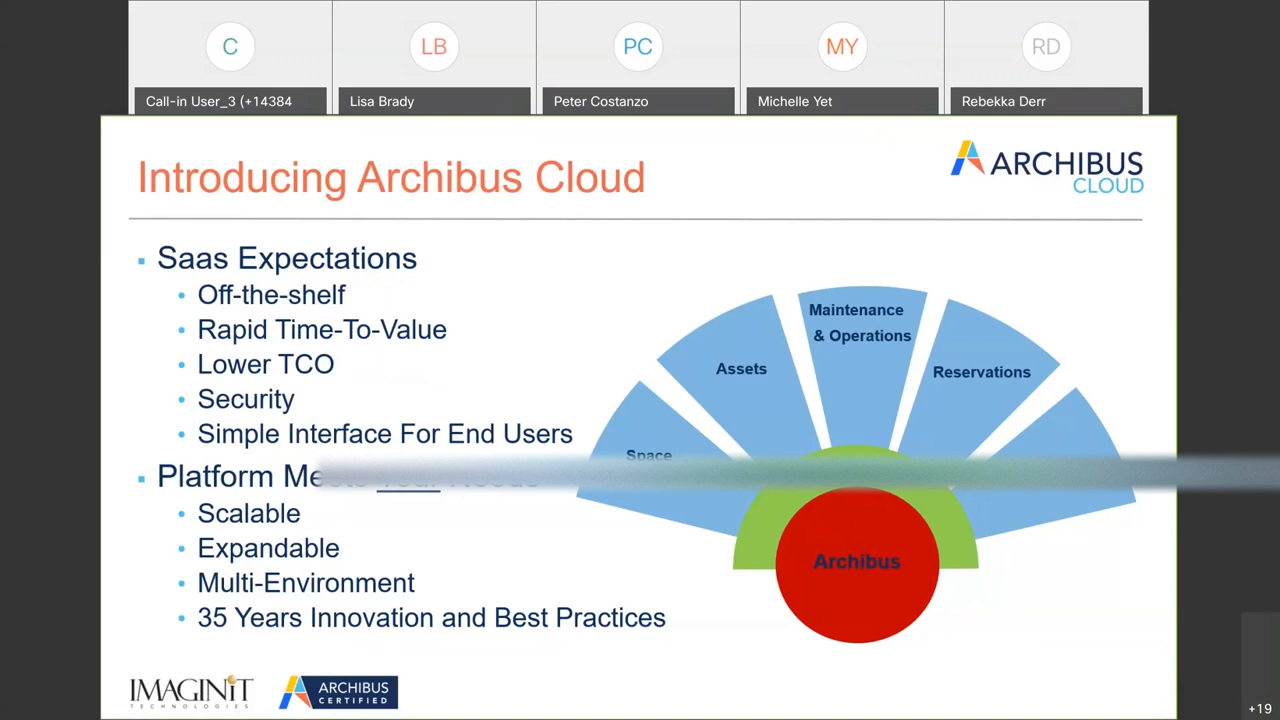 C
LB
PC
MY
RD
Call-in User_3 (+14384
Lisa Brady
Peter Costanzo
Michelle Yet
Rebekka Derr
Introducing Archibus Cloud
ARCHIBUS
CLOUD
Saas Expectations
Off-the-shelf
Rapid Time-To-Value
Lower TCO
Security
Simple Interface For End Users
Platform
Scalable
Expandable
Multi-Environment
35 Years Innovation and Best Practices
Space
Assets
Maintenance
& Operations
Reservations
Archibus
IMAGINiT
TECHNOLOGIES
ARCHIBUS
CERTIFIED
+19